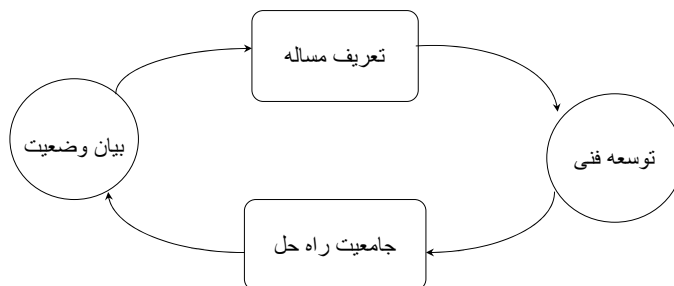 تعریف مساله
توسعه فنی
جامعیت راه حل
بیان وضعیت